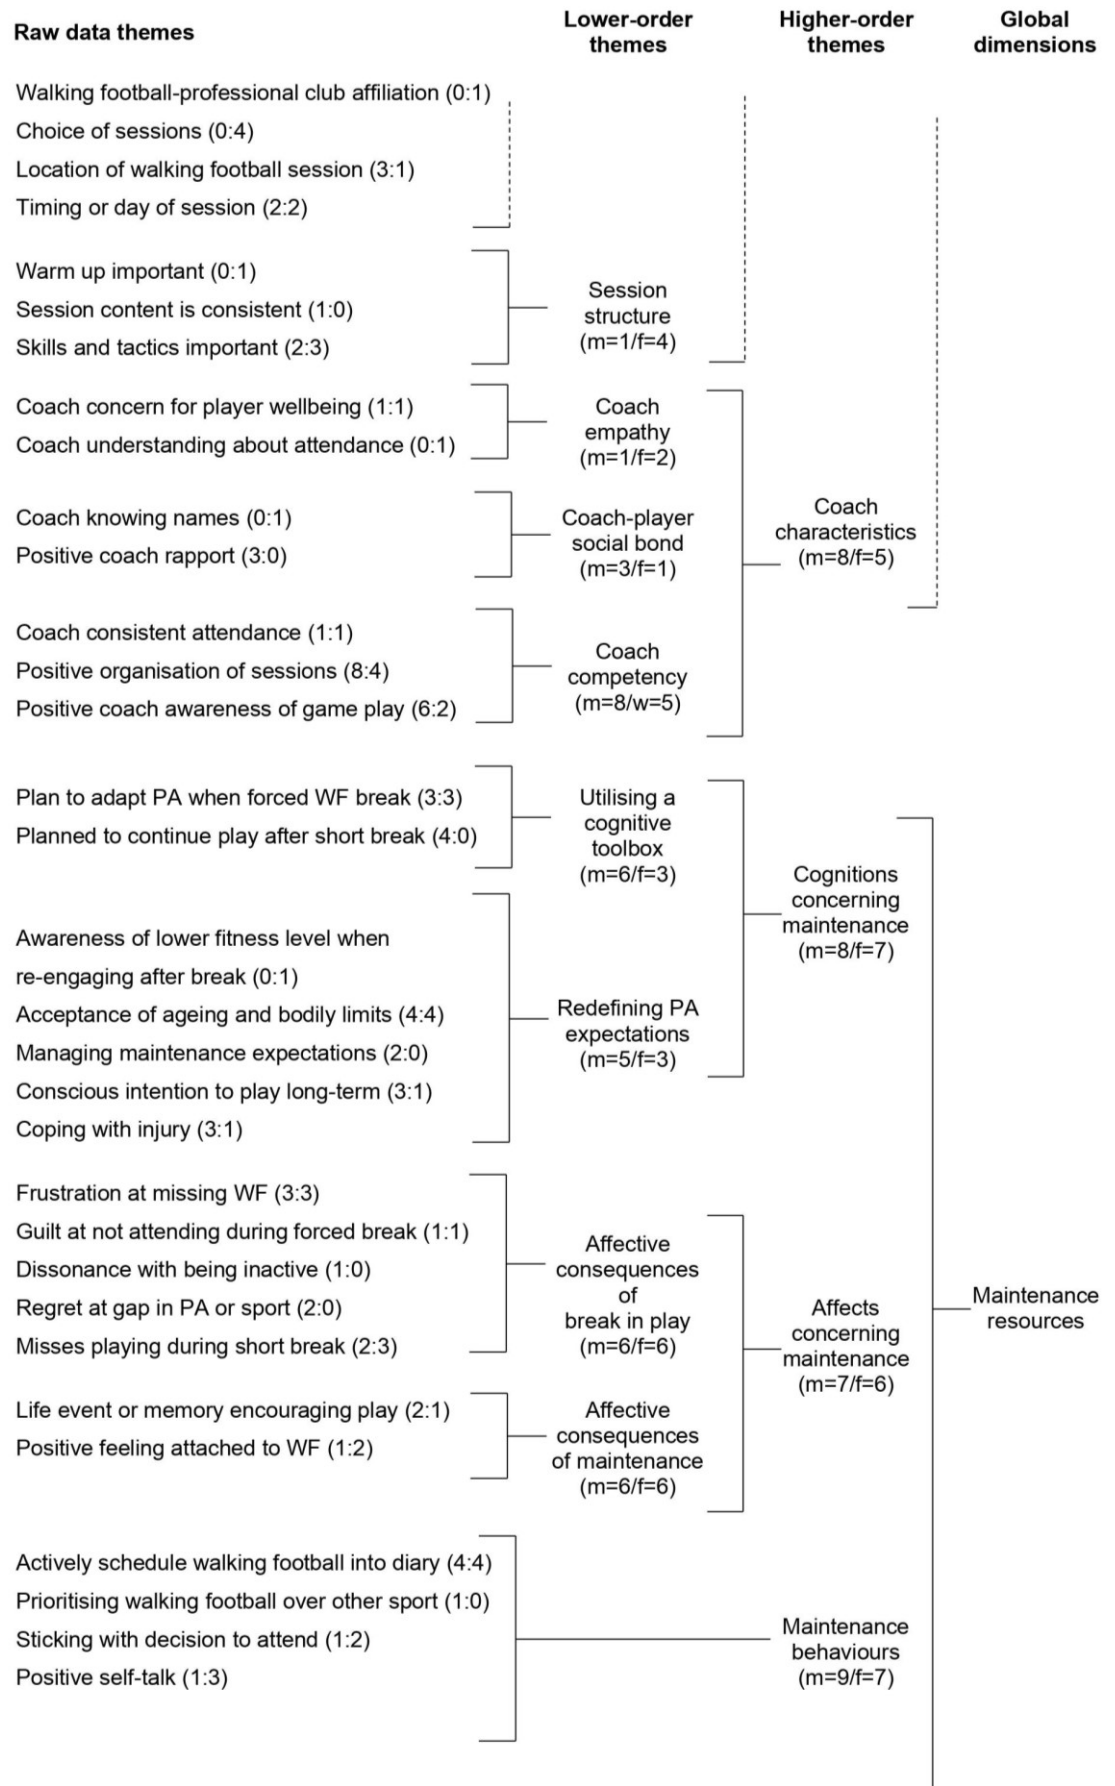 Raw data themes
Lower-order
themes
Higher-order
themes
Global
dimensions
Walking football-professional club affiliation (0:1)
Choice of sessions (0:4)
Location of walking football session (3:1)
Timing or day of session (2:2)
Warm up important (0:1)
Session content is consistent (1:0)
Skills and tactics important (2:3)
Session
structure
(m=1/f=4)
Coach concern for player wellbeing (1:1)
Coach understanding about attendance (0:1)
Coach
empathy
(m=1/f=2)
Coach knowing names (0:1)
Positive coach rapport (3:0)
Coach-player
social bond
(m=3/f=1)
Coach consistent attendance (1:1)
Positive organisation of sessions (8:4)
Positive coach awareness of game play (6:2)
Coach
competency
(m=8/w=5)
Coach
characteristics
(m=8/f=5)
Plan to adapt PA when forced WF break (3:3)
Planned to continue play after short break (4:0)
Utilising a
cognitive
toolbox
(m=6/f=3)
Awareness of lower fitness level when
re-engaging after break (0:1)
Acceptance of ageing and bodily limits (4:4)
Managing maintenance expectations (2:0)
Conscious intention to play long-term (3:1)
Coping with injury (3:1)
Redefining PA
expectations
(m=5/f=3)
Cognitions
concerning
maintenance
(m=8/f=7)
Frustration at missing WF (3:3)
Guilt at not attending during forced break (1:1)
Dissonance with being inactive (1:0)
Regret at gap in PA or sport (2:0)
Misses playing during short break (2:3)
Affective
consequences
of
break in play
(m=6/f=6)
Life event or memory encouraging play (2:1)
Positive feeling attached to WF (1:2)
Affective
consequences
of maintenance
(m=6/f=6)
Affects
concerning
maintenance
(m=7/f=6)
Actively schedule walking football into diary (4:4)
Prioritising walking football over other sport (1:0)
Sticking with decision to attend (1:2)
Positive self-talk (1:3)
Maintenance
behaviours
(m=9/f=7)
Maintenance
resources